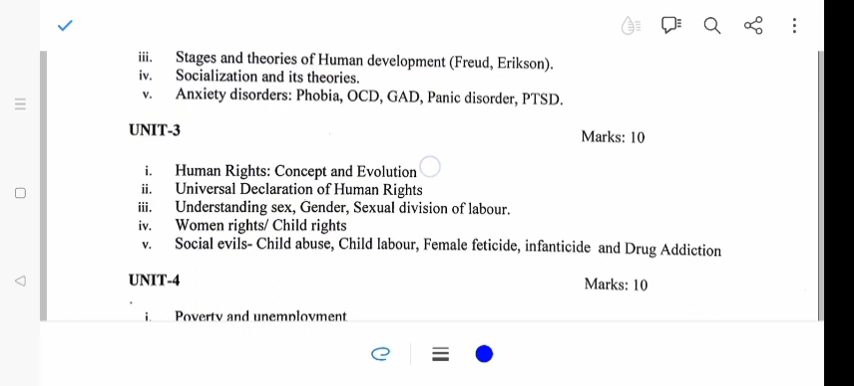 iii. Stages and theories of Human development (Freud, Erikson).
iv. Socialization and its theories.
v. Anxiety disorders: Phobia, OCD, GAD, Panic disorder, PTSD.
UNIT-3 Marks: 10
i. Human Rights: Concept and Evolution
ii. Universal Declaration of Human Rights
iii. Understanding sex, Gender, Sexual division of labour.
iv. Women rights/ Child rights
v. Social evils- Child abuse, Child labour, Female feticide, infanticide and Drug Addiction
UNIT-4 Marks: 10
i. Poverty and unemployment